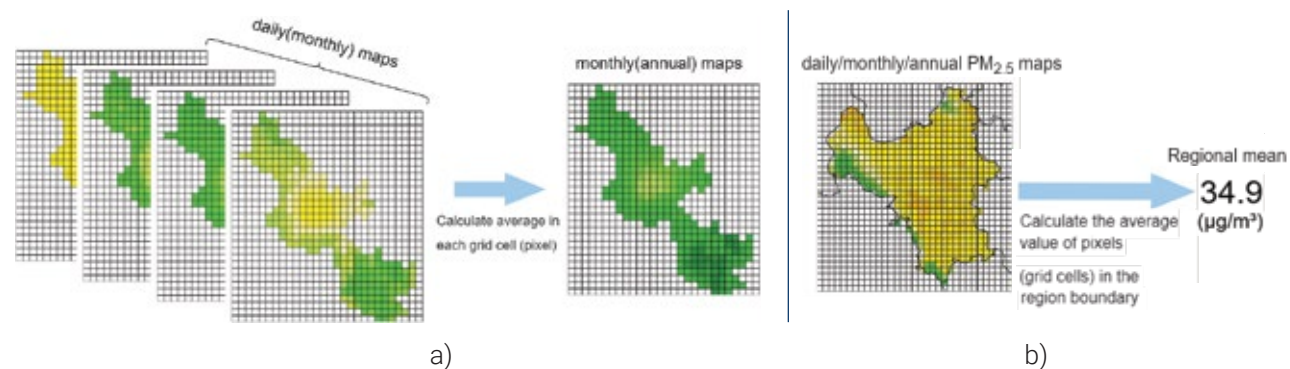 daily(monthly) maps
monthly(annual) maps
Calculate average in
each grid cell (pixel)
a)
daily/monthly/annual PM2.5 maps
Regional mean
34.9
(µg/m³)
Calculate the average
value of pixels
(grid cells) in the
region boundary
b)